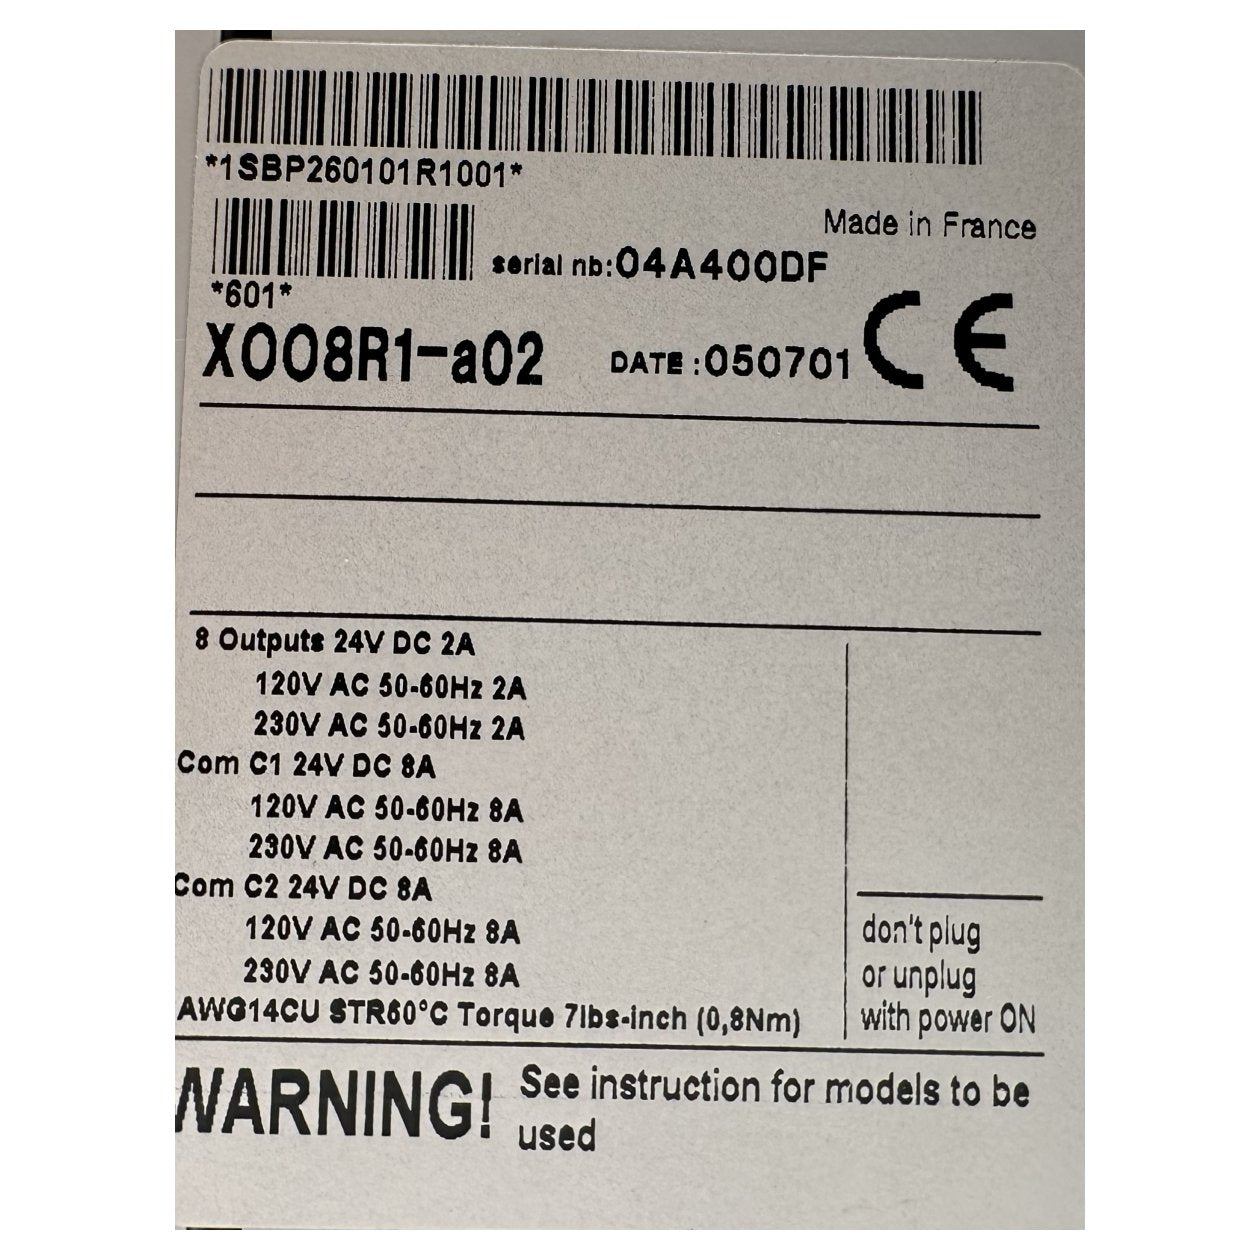 *1SBP260101R1001*
Made in France
serial nb:04A400DF
*601*
XO08R1-a02
DATE :050701
CE
8 Outputs 24V DC 2A
120V AC 50-60Hz 2A
230V AC 50-60Hz 2A
Com C1 24V DC 8A
120V AC 50-60Hz 8A
230V AC 50-60Hz 8A
Com C2 24V DC 8A
120V AC 50-60Hz 8A
230V AC 50-60Hz 8A
AWG14CU STR60°C Torque 7lbs-inch (0,8Nm)
don't plug
or unplug
with power ON
WARNING! See instruction for models to be
used